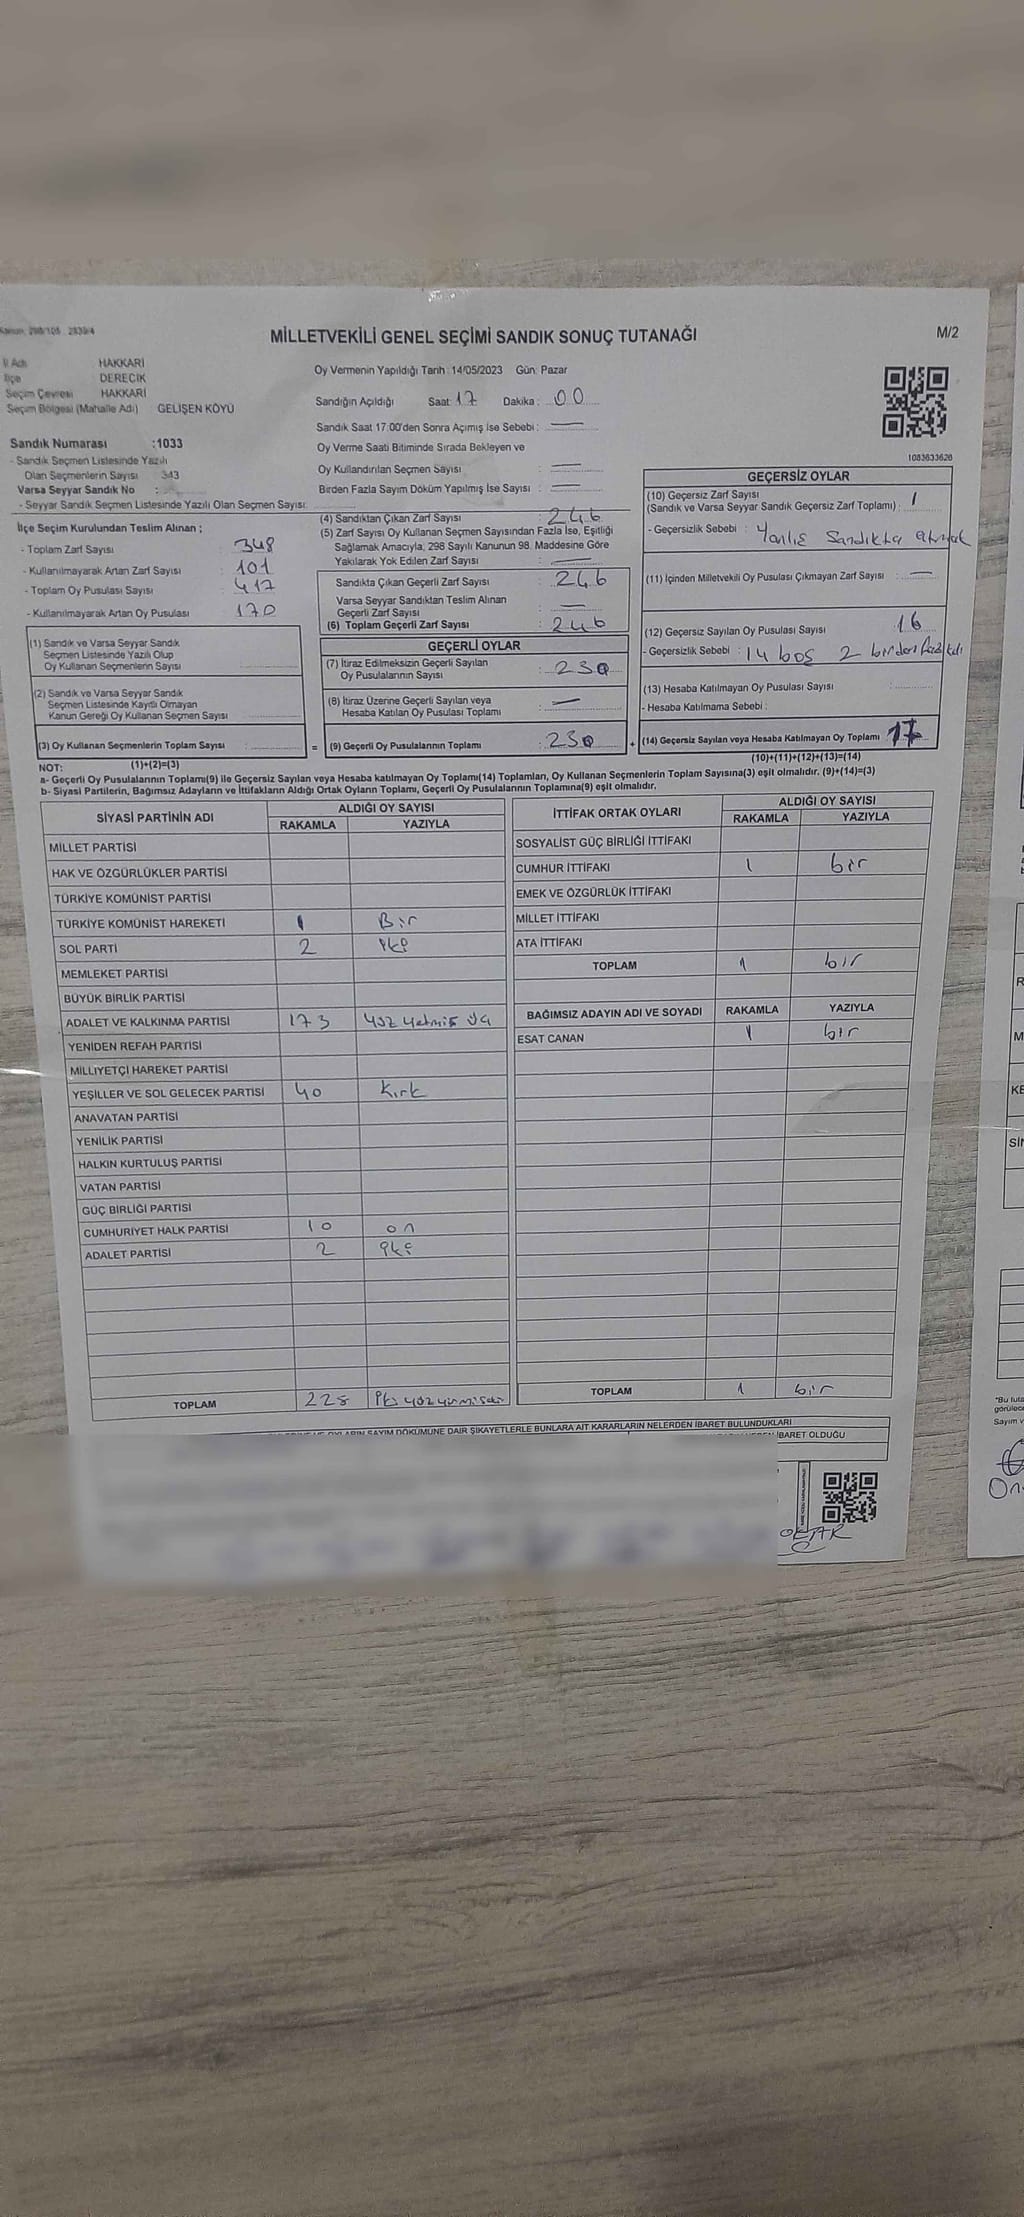 MİLLETVEKİLİ GENEL SEÇİMİ SANDIK SONUÇ TUTANAĞI
M/2
İl Adı HAKKARİ
İlçe DERECİK
Seçim Çevresi HAKKARİ
Seçim Bölgesi (Mahalle Adı) GELİŞEN KÖYÜ
Sandık Numarası :1033
- Sandık Seçmen Listesinde Yazılı
Olan Seçmenlerin Sayısı 343
Varsa Seyyar Sandık No :
- Seyyar Sandık Seçmen Listesinde Yazılı Olan Seçmen Sayısı
İlçe Seçim Kurulundan Teslim Alınan ;
- Toplam Zarf Sayısı : 348
- Kullanılmayarak Artan Zarf Sayısı : 101
- Toplam Oy Pusulası Sayısı : 417
- Kullanılmayarak Artan Oy Pusulası : 170
(1) Sandık ve Varsa Seyyar Sandık
Seçmen Listesinde Yazılı Olup
Oy Kullanan Seçmenlerin Sayısı
(2) Sandık ve Varsa Seyyar Sandık
Seçmen Listesinde Kayıtlı Olmayan
Kanun Gereği Oy Kullanan Seçmen Sayısı
(3) Oy Kullanan Seçmenlerin Toplam Sayısı :
Oy Vermenin Yapıldığı Tarih :14/05/2023 Gün: Pazar
Sandığın Açıldığı Saat: 17 Dakika : 00
Sandık Saat 17:00'den Sonra Açımış İse Sebebi : —
Oy Verme Saati Bitiminde Sırada Bekleyen ve
Oy Kullandırılan Seçmen Sayısı : —
Birden Fazla Sayım Döküm Yapılmış İse Sayısı : —
(4) Sandıktan Çıkan Zarf Sayısı : 246
(5) Zarf Sayısı Oy Kullanan Seçmen Sayısından Fazla İse, Eşitliği
Sağlamak Amacıyla, 298 Sayılı Kanunun 98. Maddesine Göre
Yakılarak Yok Edilen Zarf Sayısı : —
Sandıkta Çıkan Geçerli Zarf Sayısı : 246
Varsa Seyyar Sandıktan Teslim Alınan
Geçerli Zarf Sayısı : —
(6) Toplam Geçerli Zarf Sayısı : 246
GEÇERLİ OYLAR
(7) İtiraz Edilmeksizin Geçerli Sayılan
Oy Pusulalarının Sayısı : 230
(8) İtiraz Üzerine Geçerli Sayılan veya
Hesaba Katılan Oy Pusulası Toplamı : —
= (9) Geçerli Oy Pusulalarının Toplamı : 230
1083633626
GEÇERSİZ OYLAR
(10) Geçersiz Zarf Sayısı
(Sandık ve Varsa Seyyar Sandık Geçersiz Zarf Toplamı) : 1
- Geçersizlik Sebebi : Yanlış Sandıkta atmak
(11) İçinden Milletvekili Oy Pusulası Çıkmayan Zarf Sayısı : —
(12) Geçersiz Sayılan Oy Pusulası Sayısı 16
- Geçersizlik Sebebi : 14 boş 2 birden
(13) Hesaba Katılmayan Oy Pusulası Sayısı
- Hesaba Katılmama Sebebi :
+ (14) Geçersiz Sayılan veya Hesaba Katılmayan Oy Toplamı : 17
NOT: (1)+(2)=(3)
(10)+(11)+(12)+(13)=(14)
a- Geçerli Oy Pusulalarının Toplamı(9) ile Geçersiz Sayılan veya Hesaba katılmayan Oy Toplamı(14) Toplamları, Oy Kullanan Seçmenlerin Toplam Sayısına(3) eşit olmalıdır. (9)+(14)=(3)
b- Siyasi Partilerin, Bağımsız Adayların ve İttifakların Aldığı Ortak Oyların Toplamı, Geçerli Oy Pusulalarının Toplamına(9) eşit olmalıdır.
SİYASİ PARTİNİN ADI ALDIĞI OY SAYISI
RAKAMLA YAZIYLA
MİLLET PARTİSİ
HAK VE ÖZGÜRLÜKLER PARTİSİ
TÜRKİYE KOMÜNİST PARTİSİ
TÜRKİYE KOMÜNİST HAREKETİ 1 Bir
SOL PARTİ 2 iki
MEMLEKET PARTİSİ
BÜYÜK BİRLİK PARTİSİ
ADALET VE KALKINMA PARTİSİ 173 yüz yetmiş üç
YENİDEN REFAH PARTİSİ
MİLLİYETÇİ HAREKET PARTİSİ
YEŞİLLER VE SOL GELECEK PARTİSİ 40 kırk
ANAVATAN PARTİSİ
YENİLİK PARTİSİ
HALKIN KURTULUŞ PARTİSİ
VATAN PARTİSİ
GÜÇ BİRLİĞİ PARTİSİ
CUMHURİYET HALK PARTİSİ 10 on
ADALET PARTİSİ 2 iki
TOPLAM 228
İTTİFAK ORTAK OYLARI ALDIĞI OY SAYISI
RAKAMLA YAZIYLA
SOSYALİST GÜÇ BİRLİĞİ İTTİFAKI
CUMHUR İTTİFAKI 1 bir
EMEK VE ÖZGÜRLÜK İTTİFAKI
MİLLET İTTİFAKI
ATA İTTİFAKI
TOPLAM 1 bir
BAĞIMSIZ ADAYIN ADI VE SOYADI RAKAMLA YAZIYLA
ESAT CANAN 1 bir
TOPLAM 1 bir
SAYIM DÖKÜMÜNE DAİR ŞİKAYETLERLE BUNLARA AİT KARARLARIN NELERDEN İBARET BULUNDUKLARI
İBARET OLDUĞU